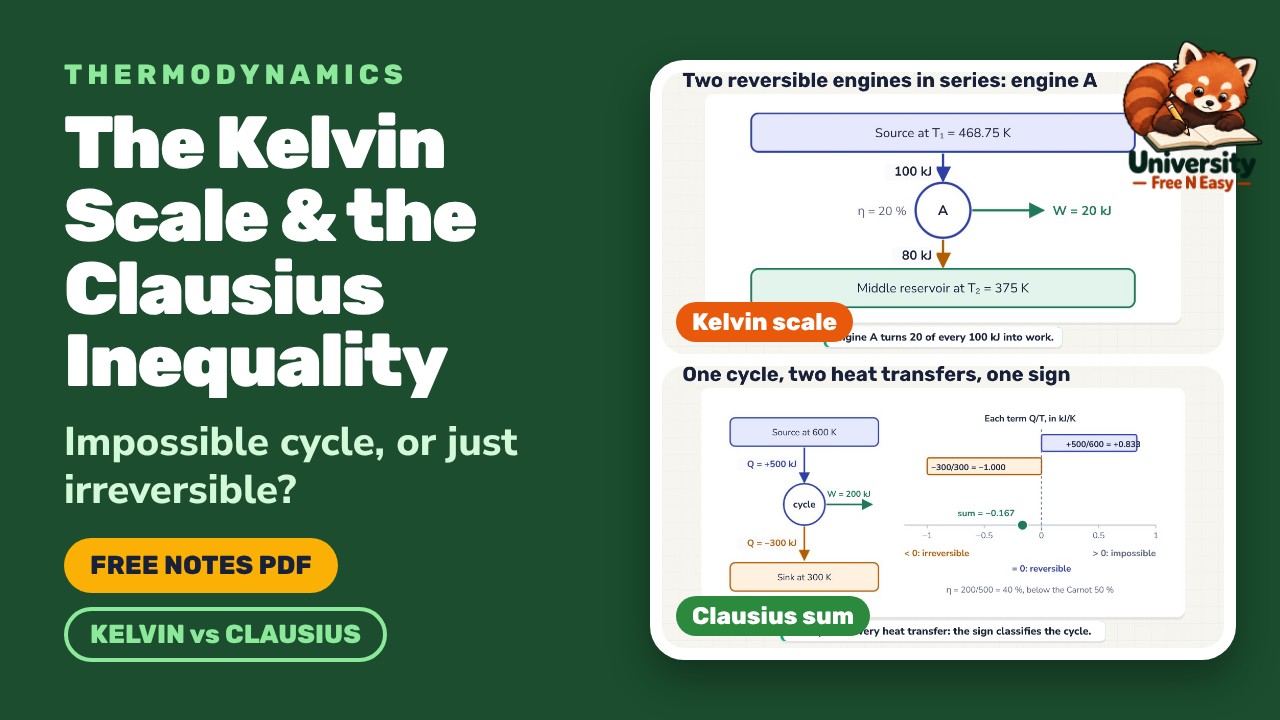 THERMODYNAMICS
The Kelvin
Scale & the
Clausius
Inequality
Impossible cycle, or just
irreversible?
FREE NOTES PDF
KELVIN vs CLAUSIUS
Two reversible engines in series: engine A
Source at T₁ = 468.75 K
100 kJ
η = 20 %
A
W = 20 kJ
80 kJ
Middle reservoir at T₂ = 375 K
Kelvin scale
ngine A turns 20 of every 100 kJ into work.
University
Free N Easy
One cycle, two heat transfers, one sign
Source at 600 K
Q = +500 kJ
cycle
W = 200 kJ
Q = −300 kJ
Sink at 300 K
Each term Q/T, in kJ/K
+500/600 = +0.833
−300/300 = −1.000
sum = −0.167
−1 −0.5 0 0.5 1
< 0: irreversible
> 0: impossible
= 0: reversible
η = 200/500 = 40 %, below the Carnot 50 %
Clausius sum
very heat transfer: the sign classifies the cycle.